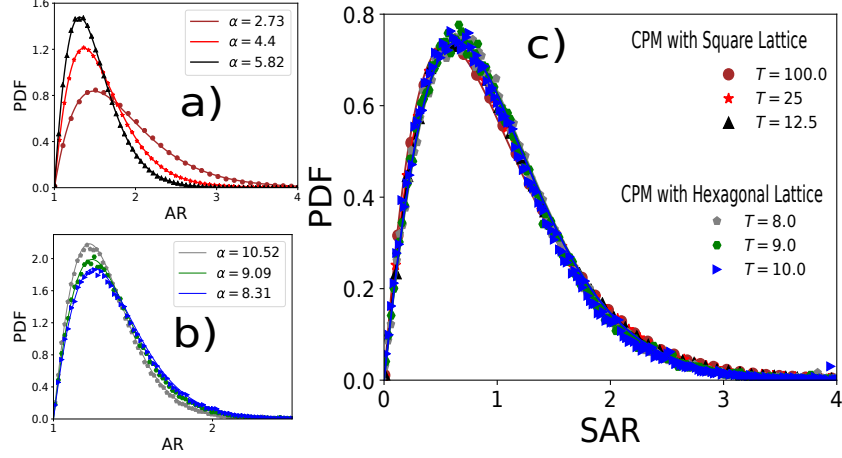 1.6
1.2
0.8
0.4
0.0
PDF
α = 2.73
α = 4.4
α = 5.82
a)
1
2
3
4
AR
2.0
1.6
1.2
0.8
0.4
0.0
PDF
α = 10.52
α = 9.09
α = 8.31
b)
1
2
AR
0.8
0.6
0.4
0.2
0.0
PDF
c)
CPM with Square Lattice
T = 100.0
T = 25
T = 12.5
CPM with Hexagonal Lattice
T = 8.0
T = 9.0
T = 10.0
0
1
2
3
4
SAR